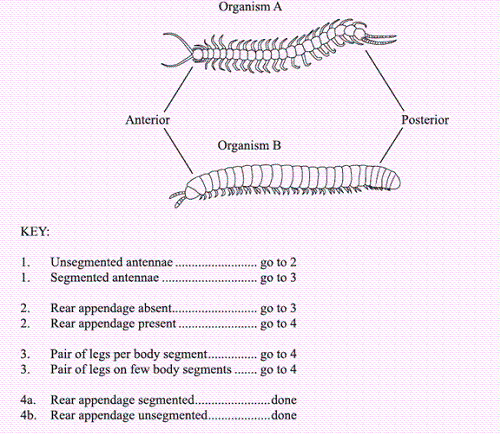 Organism A
Anterior
Posterior
Organism B
KEY:
1. Unsegmented antennae ......................... go to 2
1. Segmented antennae ............................. go to 3
2. Rear appendage absent.......................... go to 3
2. Rear appendage present ........................ go to 4
3. Pair of legs per body segment............... go to 4
3. Pair of legs on few body segments ....... go to 4
4a. Rear appendage segmented.......................done
4b. Rear appendage unsegmented...................done